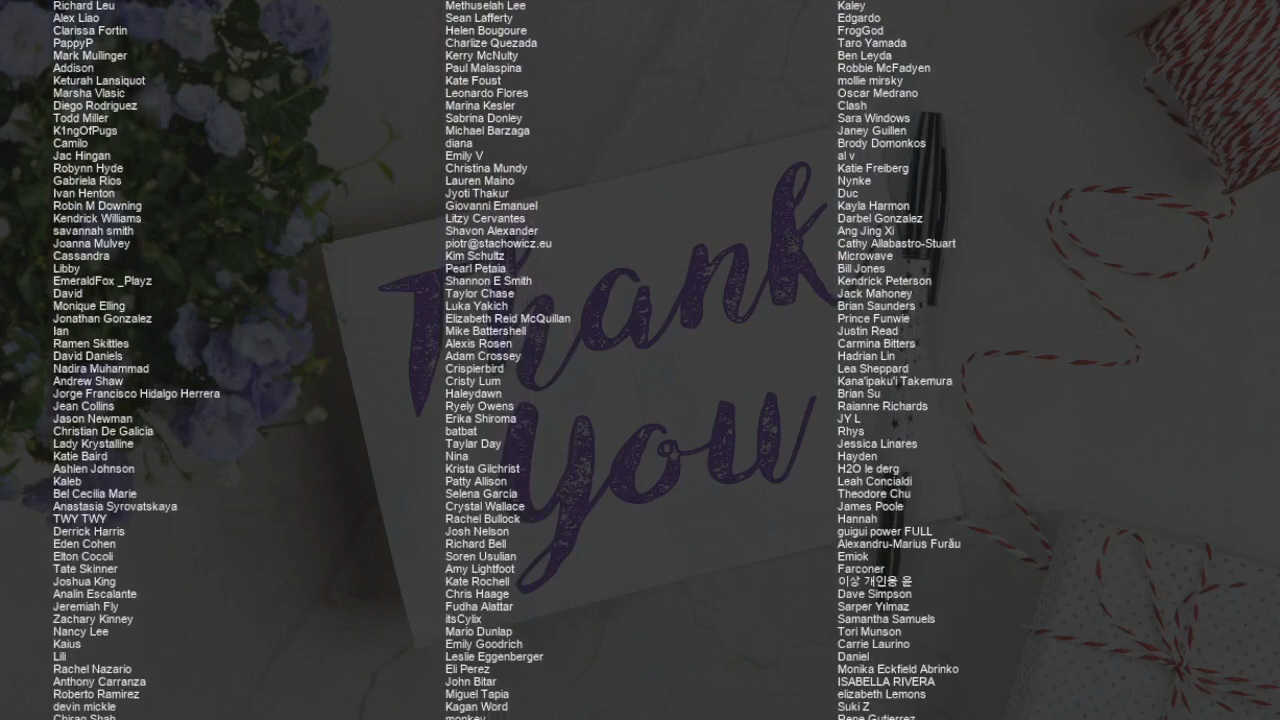 Richard Leu
Alex Liao
Clarissa Fortin
PappyP
Mark Mullinger
Addison
Keturah Lansiquot
Marsha Vlasic
Diego Rodriguez
Todd Miller
K1ngOfPugs
Camilo
Jac Hingan
Robynn Hyde
Gabriela Rios
Ivan Henton
Robin M Downing
Kendrick Williams
savannah smith
Joanna Mulvey
Cassandra
Libby
EmeraldFox _Playz
David
Monique Elling
Jonathan Gonzalez
Ian
Ramen Skittles
David Daniels
Nadira Muhammad
Andrew Shaw
Jorge Francisco Hidalgo Herrera
Jean Collins
Jason Newman
Christian De Galicia
Lady Krystalline
Katie Baird
Ashlen Johnson
Kaleb
Bel Cecilia Marie
Anastasia Syrovatskaya
TWY TWY
Derrick Harris
Eden Cohen
Elton Cocoli
Tate Skinner
Joshua King
Analin Escalante
Jeremiah Fly
Zachary Kinney
Nancy Lee
Kaius
Lili
Rachel Nazario
Anthony Carranza
Roberto Ramirez
devin mickle
Chirag Shah
Methuselah Lee
Sean Lafferty
Helen Bougoure
Charlize Quezada
Kerry McNulty
Paul Malaspina
Kate Foust
Leonardo Flores
Marina Kesler
Sabrina Donley
Michael Barzaga
diana
Emily V
Christina Mundy
Lauren Maino
Jyoti Thakur
Giovanni Emanuel
Litzy Cervantes
Shavon Alexander
piotr@stachowicz.eu
Kim Schultz
Pearl Petaia
Shannon E Smith
Taylor Chase
Luka Yakich
Elizabeth Reid McQuillan
Mike Battershell
Alexis Rosen
Adam Crossey
Crispierbird
Cristy Lum
Haleydawn
Ryely Owens
Erika Shiroma
batbat
Taylar Day
Nina
Krista Gilchrist
Patty Allison
Selena Garcia
Crystal Wallace
Rachel Bullock
Josh Nelson
Richard Bell
Soren Usulian
Amy Lightfoot
Kate Rochell
Chris Haage
Fudha Alattar
itsCylix
Mario Dunlap
Emily Goodrich
Leslie Eggenberger
Eli Perez
John Bitar
Miguel Tapia
Kagan Word
monkey
Kaley
Edgardo
FrogGod
Taro Yamada
Ben Leyda
Robbie McFadyen
mollie mirsky
Oscar Medrano
Clash
Sara Windows
Janey Guillen
Brody Domonkos
al v
Katie Freiberg
Nynke
Duc
Kayla Harmon
Darbel Gonzalez
Ang Jing Xi
Cathy Allabastro-Stuart
Microwave
Bill Jones
Kendrick Peterson
Jack Mahoney
Brian Saunders
Prince Funwie
Justin Read
Carmina Bitters
Hadrian Lin
Lea Sheppard
Kana'ipaku'i Takemura
Brian Su
Raianne Richards
JY L
Rhys
Jessica Linares
Hayden
H2O le derg
Leah Concialdi
Theodore Chu
James Poole
Hannah
guigui power FULL
Alexandru-Marius Furău
Emiok
Farconer
이상 개인용 윤
Dave Simpson
Sarper Yılmaz
Samantha Samuels
Tori Munson
Carrie Laurino
Daniel
Monika Eckfield Abrinko
ISABELLA RIVERA
elizabeth Lemons
Suki Z
Rene Gutierrez
Thank
you